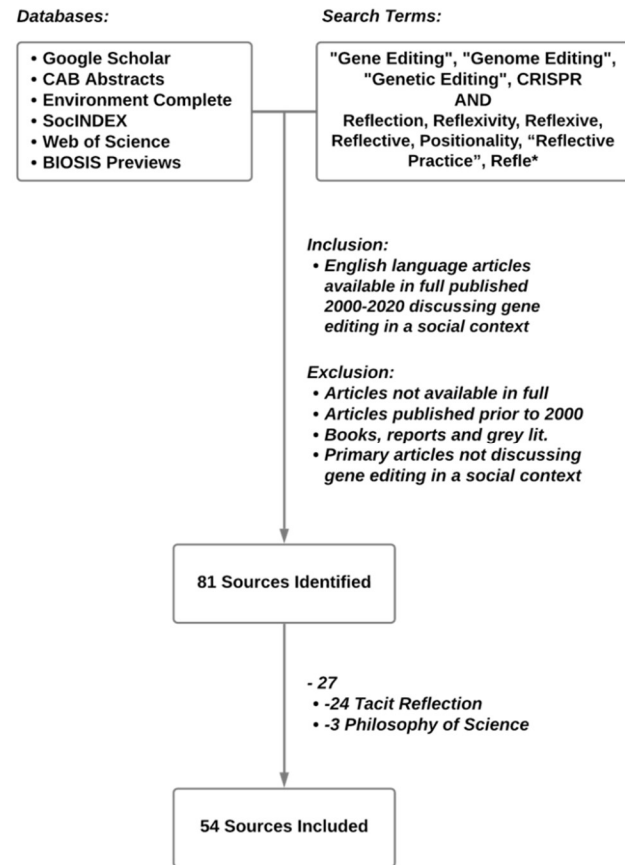 Databases:
• Google Scholar
• CAB Abstracts
• Environment Complete
• SocINDEX
• Web of Science
• BIOSIS Previews
Search Terms:
"Gene Editing", "Genome Editing",
"Genetic Editing", CRISPR
AND
Reflection, Reflexivity, Reflexive,
Reflective, Positionality, “Reflective
Practice”, Refle*
Inclusion:
• English language articles
available in full published
2000-2020 discussing gene
editing in a social context
Exclusion:
• Articles not available in full
• Articles published prior to 2000
• Books, reports and grey lit.
• Primary articles not discussing
gene editing in a social context
81 Sources Identified
- 27
• -24 Tacit Reflection
• -3 Philosophy of Science
54 Sources Included